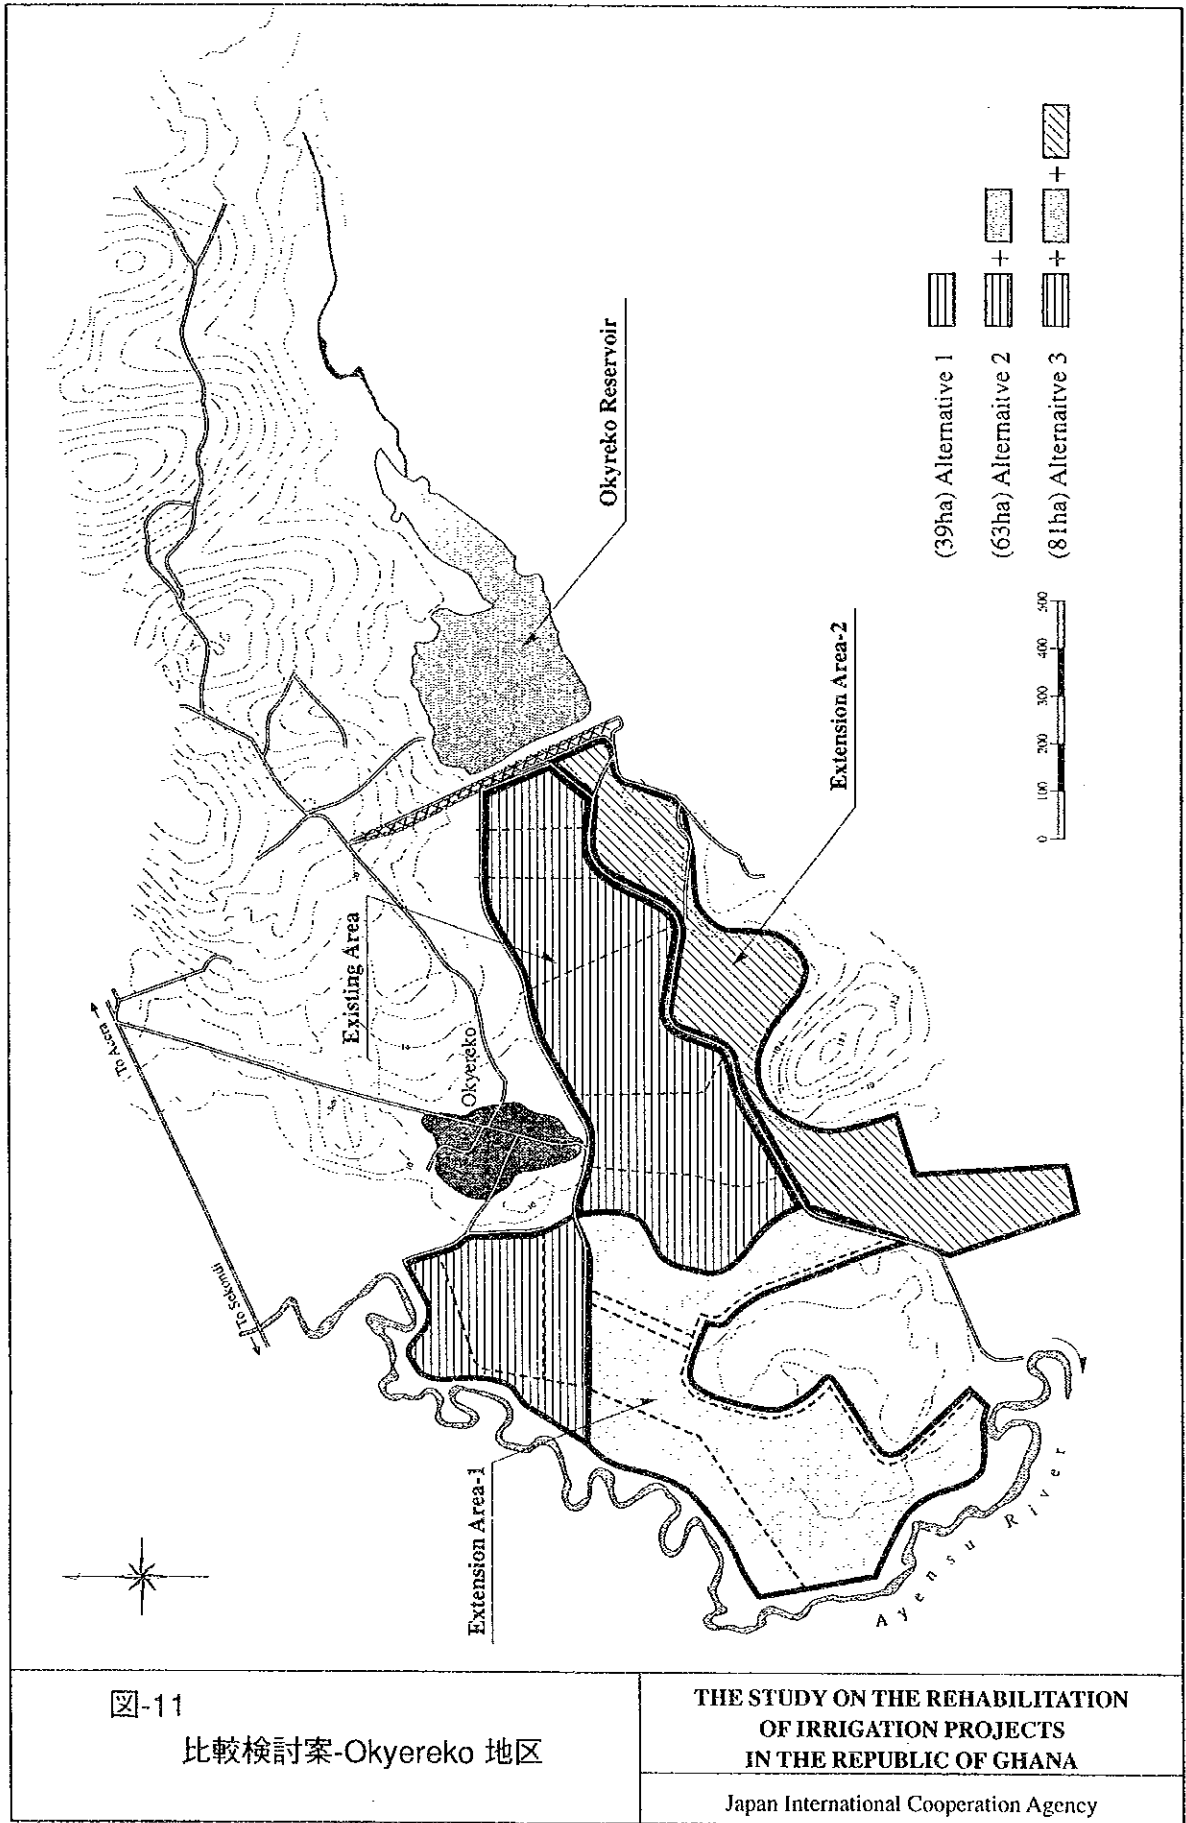 To Accra
To Sekondi
Existing Area
Okyereko
Okyreko Reservoir
Extension Area-2
Extension Area-1
Ayensu River
(39ha) Alternative 1
(63ha) Alternaitve 2 +
(81ha) Alternaitve 3 + +
0 100 200 300 400 500
図-11
比較検討案-Okyereko 地区
THE STUDY ON THE REHABILITATION
OF IRRIGATION PROJECTS
IN THE REPUBLIC OF GHANA
Japan International Cooperation Agency